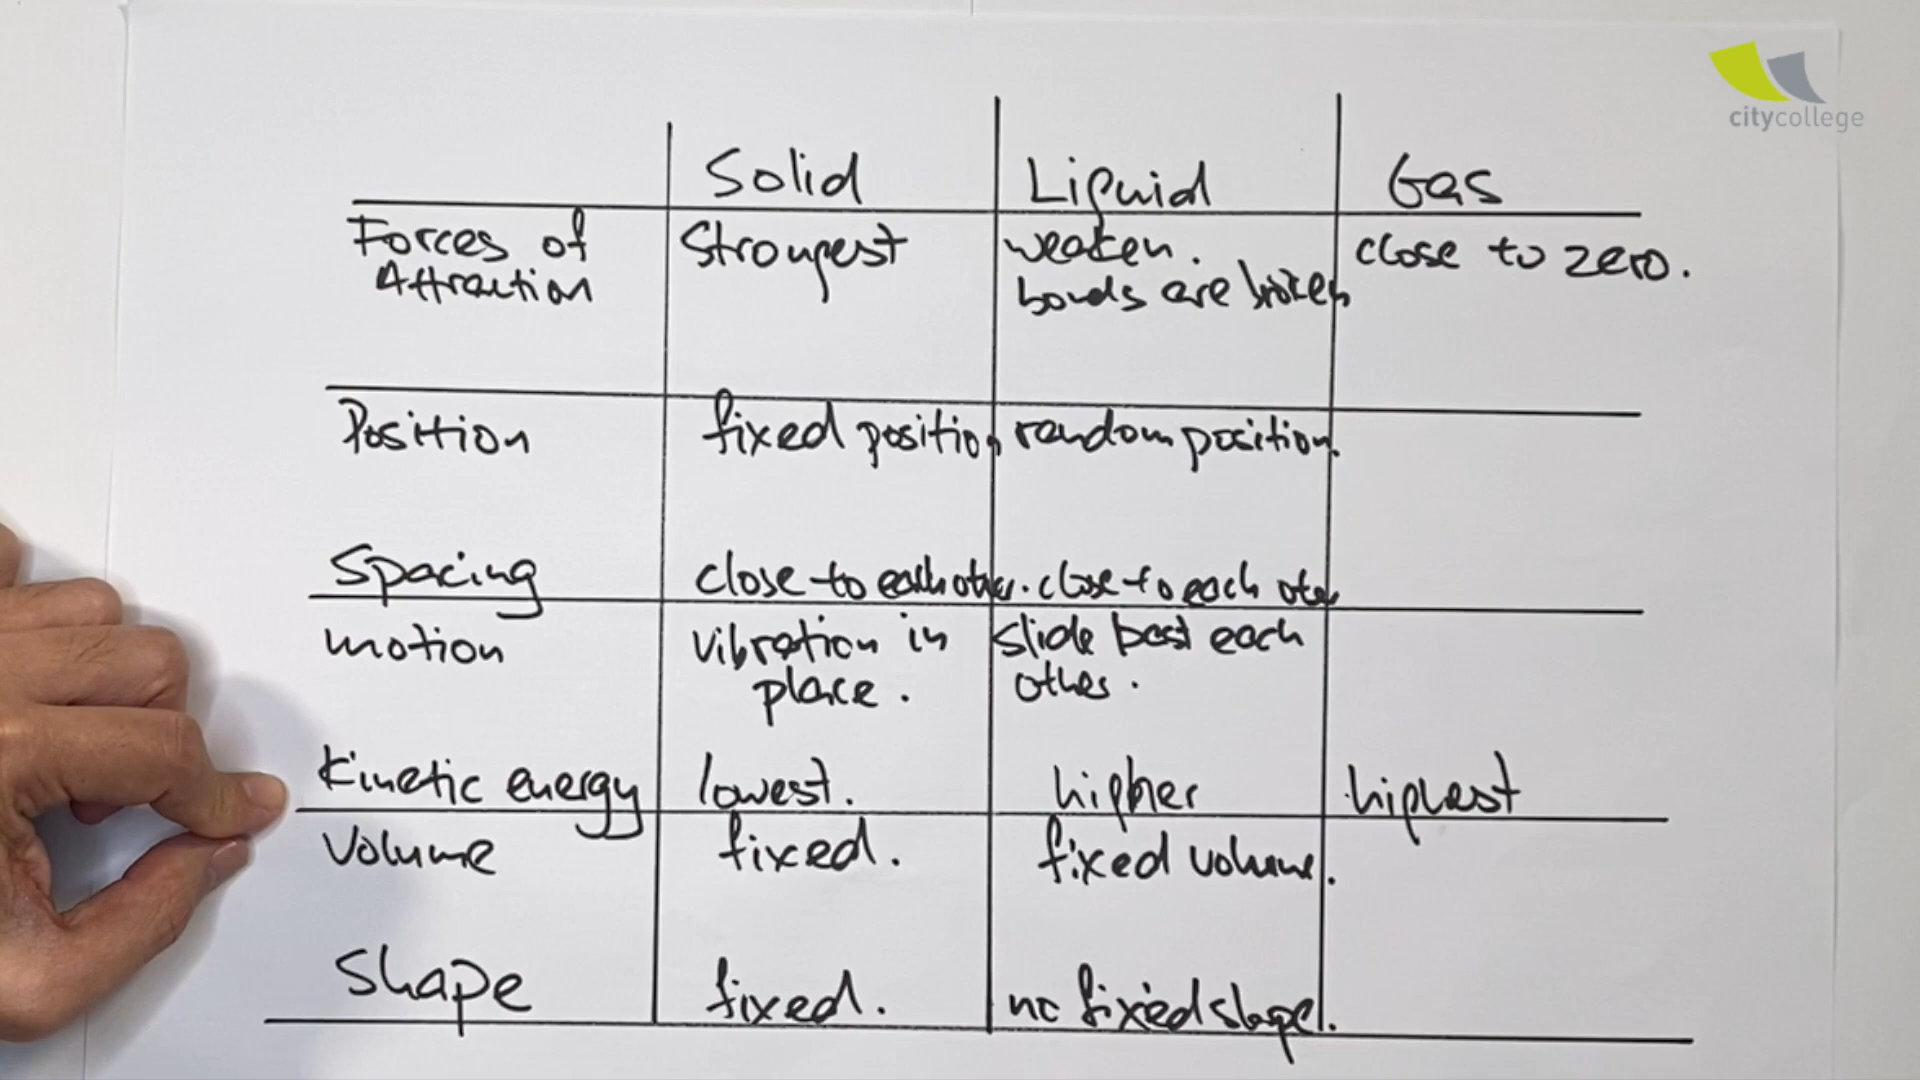 citycollege
Solid Liquid Gas
Forces of Strongest weaken. close to zero.
Attraction bonds are broken
Position fixed position random position.
Spacing close to each other. close to each other
motion vibration in slide past each
place. other.
Kinetic energy lowest. higher highest
Volume fixed. fixed volume.
Shape fixed. no fixed shape.